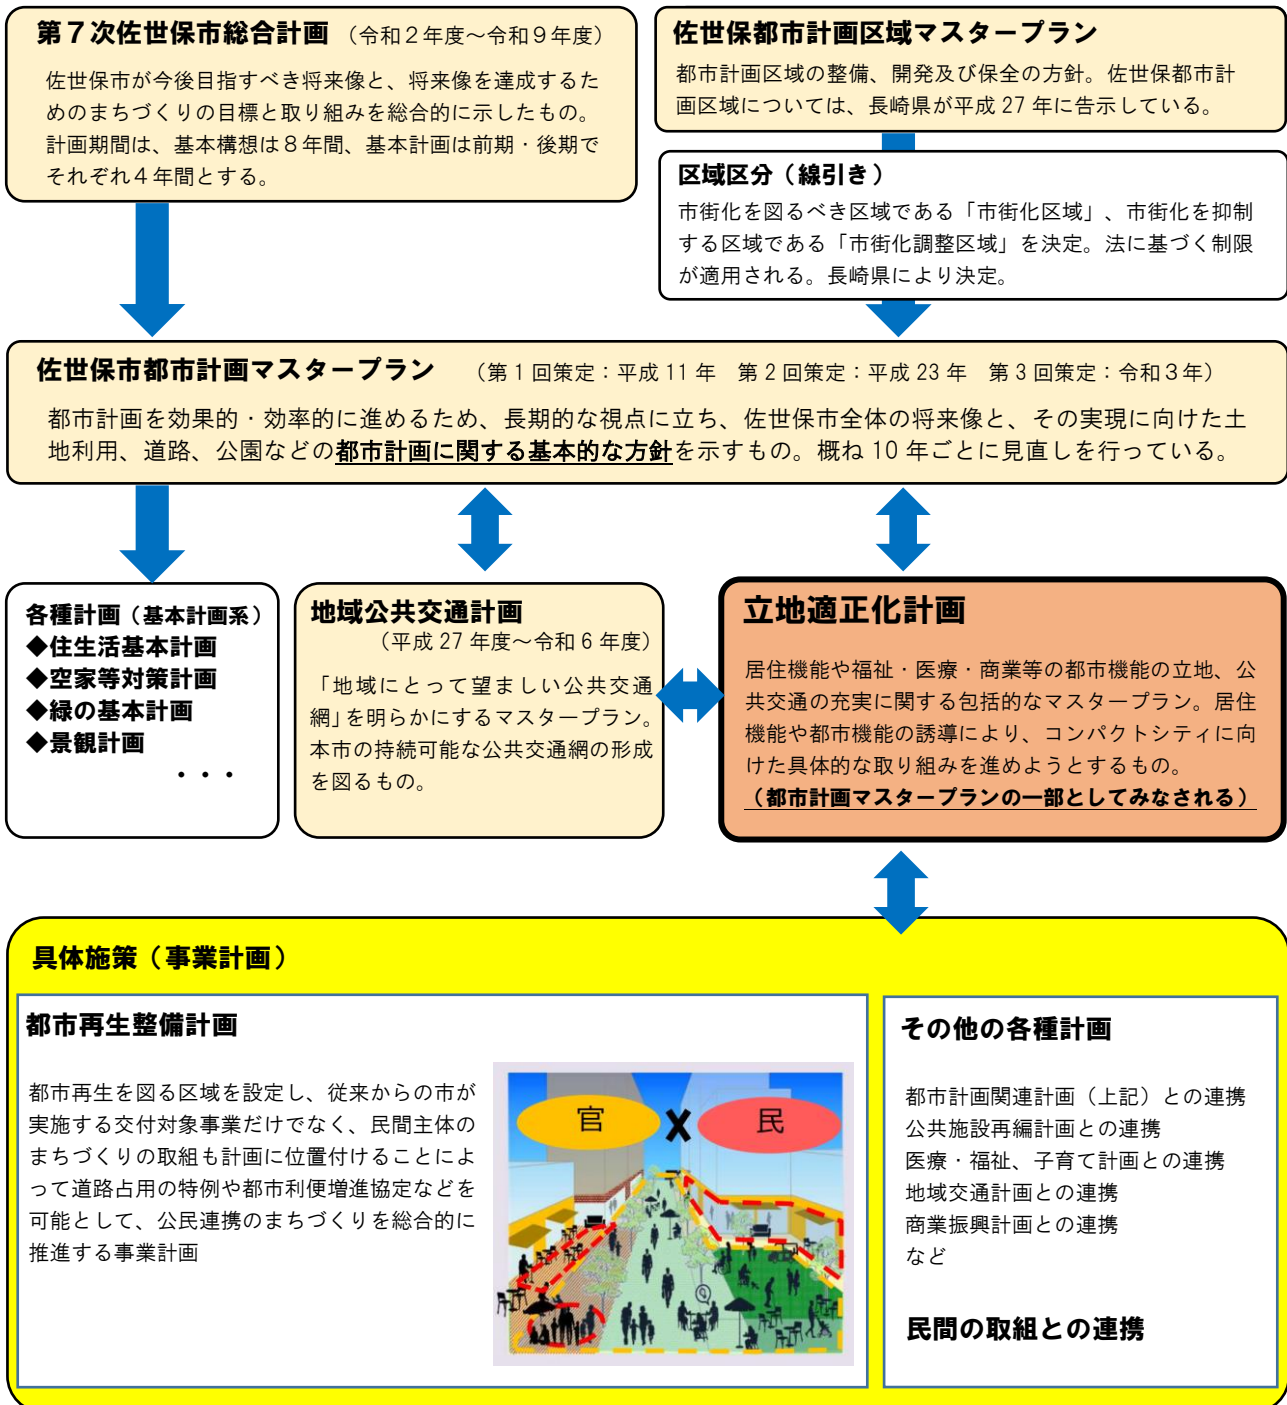 第7次佐世保市総合計画 （令和2年度～令和9年度）
佐世保市が今後目指すべき将来像と、将来像を達成するた
めのまちづくりの目標と取り組みを総合的に示したもの。
計画期間は、基本構想は8年間、基本計画は前期・後期で
それぞれ4年間とする。
佐世保都市計画区域マスタープラン
都市計画区域の整備、開発及び保全の方針。佐世保都市計
画区域については、長崎県が平成27年に告示している。
区域区分（線引き）
市街化を図るべき区域である「市街化区域」、市街化を抑制
する区域である「市街化調整区域」を決定。法に基づく制限
が適用される。長崎県により決定。
佐世保市都市計画マスタープラン （第1回策定：平成11年　第2回策定：平成23年　第3回策定：令和3年）
都市計画を効果的・効率的に進めるため、長期的な視点に立ち、佐世保市全体の将来像と、その実現に向けた土
地利用、道路、公園などの都市計画に関する基本的な方針を示すもの。概ね10年ごとに見直しを行っている。
各種計画（基本計画系）
◆住生活基本計画
◆空家等対策計画
◆緑の基本計画
◆景観計画
・・・
地域公共交通計画
（平成27年度～令和6年度）
「地域にとって望ましい公共交通
網」を明らかにするマスタープラン。
本市の持続可能な公共交通網の形成
を図るもの。
立地適正化計画
居住機能や福祉・医療・商業等の都市機能の立地、公
共交通の充実に関する包括的なマスタープラン。居住
機能や都市機能の誘導により、コンパクトシティに向
けた具体的な取り組みを進めようとするもの。
（都市計画マスタープランの一部としてみなされる）
具体施策（事業計画）
都市再生整備計画
都市再生を図る区域を設定し、従来からの市が
実施する交付対象事業だけでなく、民間主体の
まちづくりの取組も計画に位置付けることによ
って道路占用の特例や都市利便増進協定などを
可能として、公民連携のまちづくりを総合的に
推進する事業計画
官 X 民
その他の各種計画
都市計画関連計画（上記）との連携
公共施設再編計画との連携
医療・福祉、子育て計画との連携
地域交通計画との連携
商業振興計画との連携
など
民間の取組との連携